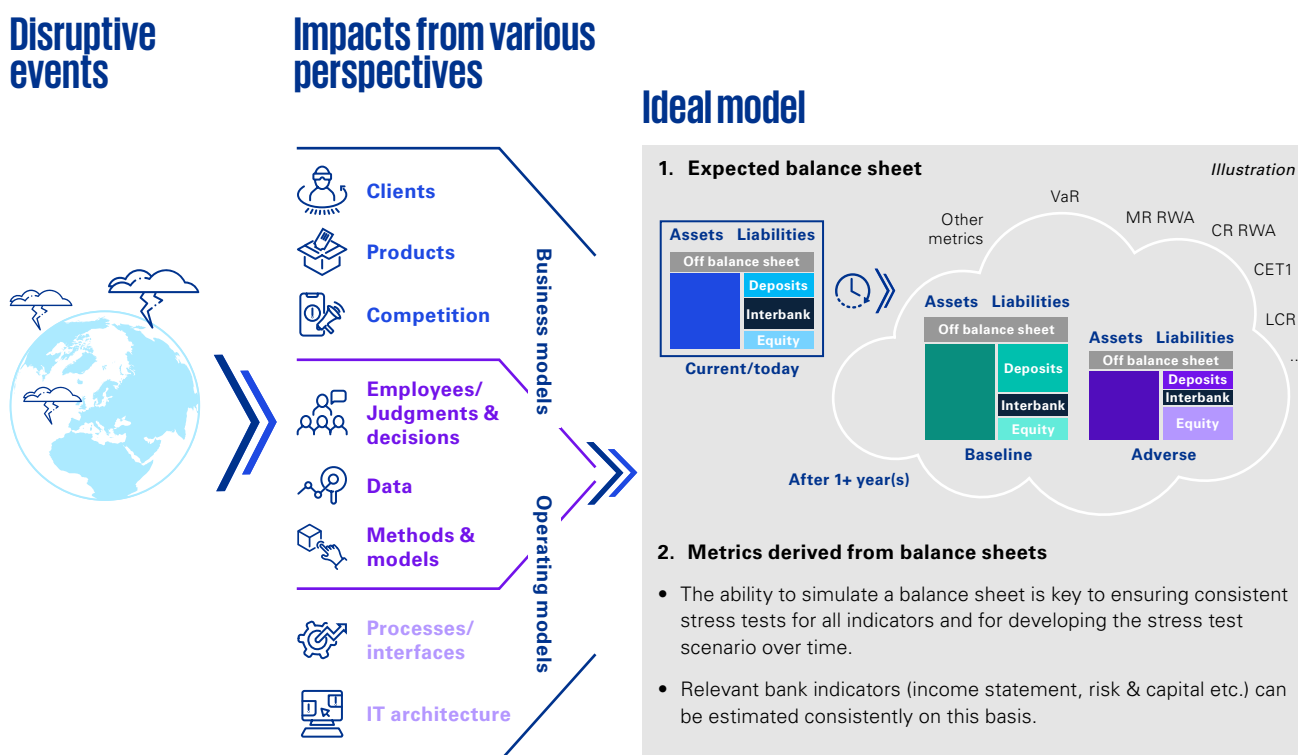 Disruptive
events
Impacts from various
perspectives
Clients
Products
Competition
Employees/
Judgments &
decisions
Data
Methods &
models
Processes/
interfaces
IT architecture
Business models
Operating models
Ideal model
1. Expected balance sheet
Illustration
Assets Liabilities
Off balance sheet
Deposits
Interbank
Equity
Current/today
Other
metrics
VaR
MR RWA
CR RWA
CET1
LCR
..
Assets Liabilities
Off balance sheet
Deposits
Interbank
Equity
Baseline
Assets Liabilities
Off balance sheet
Deposits
Interbank
Equity
Adverse
After 1+ year(s)
2. Metrics derived from balance sheets
• The ability to simulate a balance sheet is key to ensuring consistent
stress tests for all indicators and for developing the stress test
scenario over time.
• Relevant bank indicators (income statement, risk & capital etc.) can
be estimated consistently on this basis.